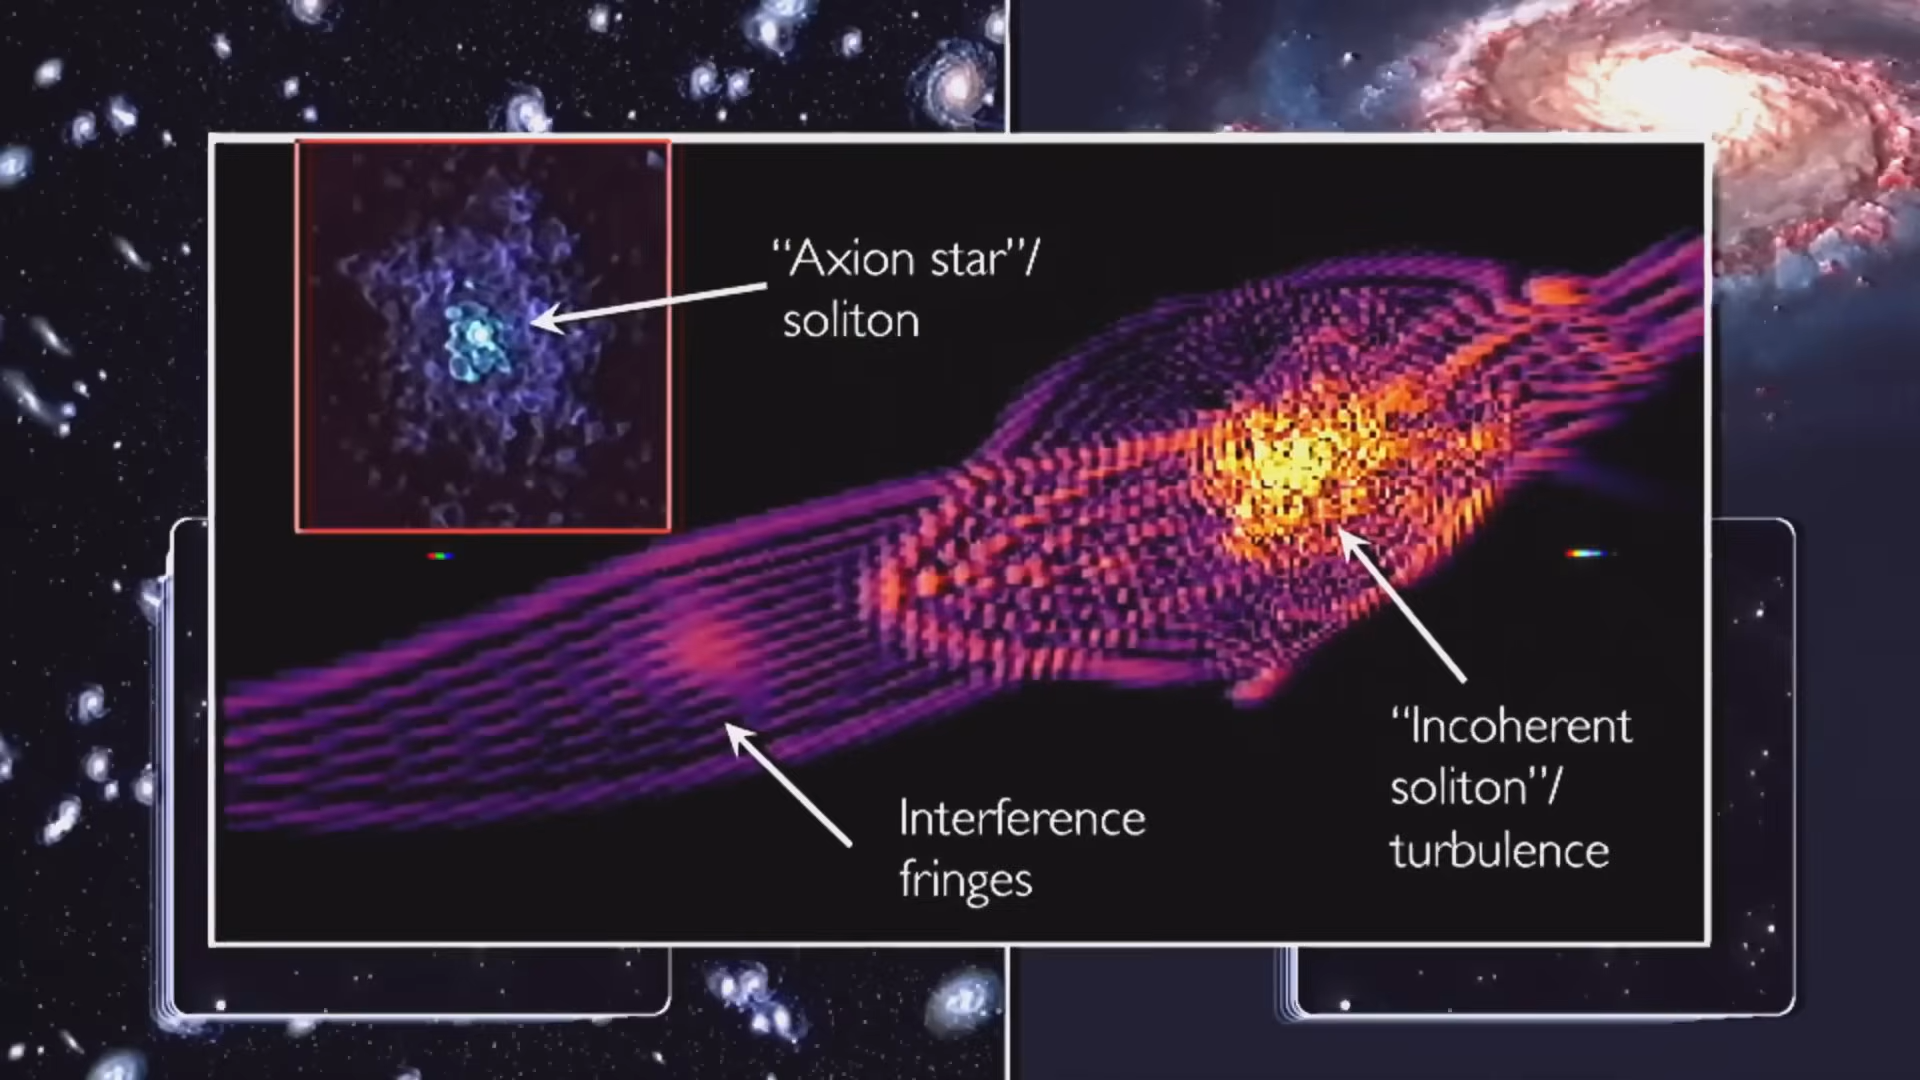 “Axion star”/
soliton
“Incoherent
soliton”/
turbulence
Interference
fringes